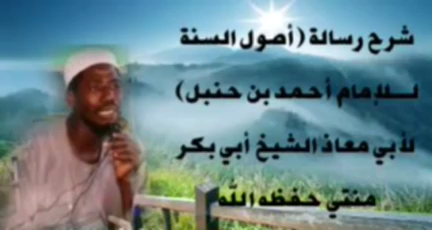 شرح رسالة (أصول السنة
للإمام أحمد بن حنبل)
لأبي معاذ الشيخ أبي بكر
منتي حفظه الله